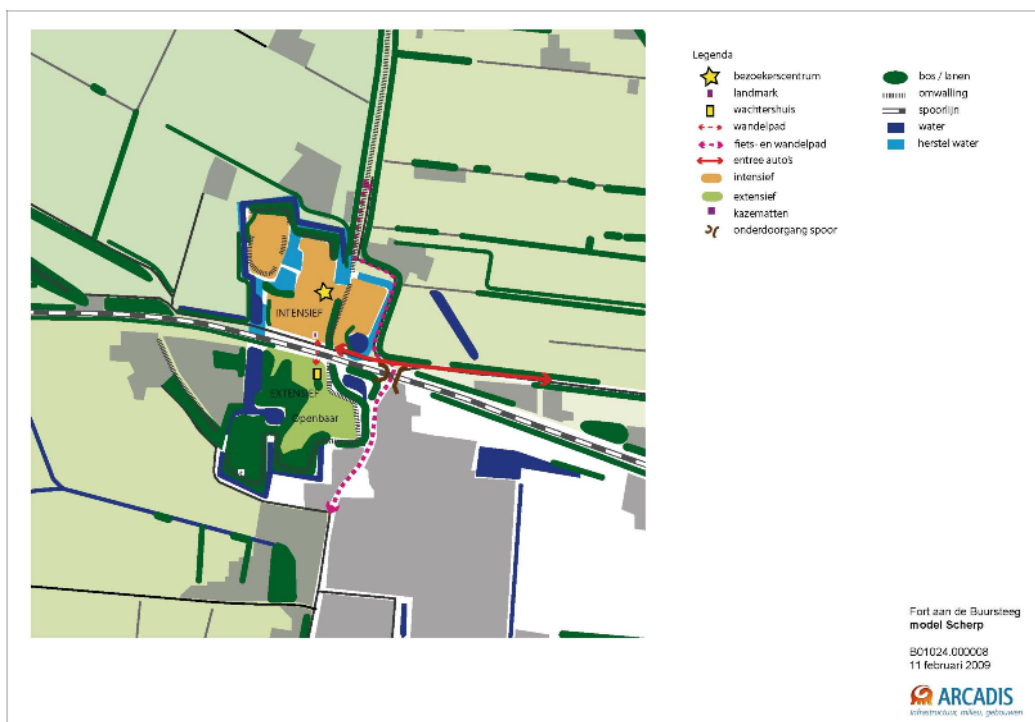 Legenda
bezoekerscentrum
landmark
wachtershuis
wandelpad
fiets- en wandelpad
entree auto's
intensief
extensief
kazematten
onderdoorgang spoor
bos / lanen
omwalling
spoorlijn
water
herstel water
INTENSIEF
EXTENSIEF
Openbaar
Fort aan de Buursteeg
model Scherp
B01024.000008
11 februari 2009
ARCADIS
Infrastructuur, milieu, gebouwen